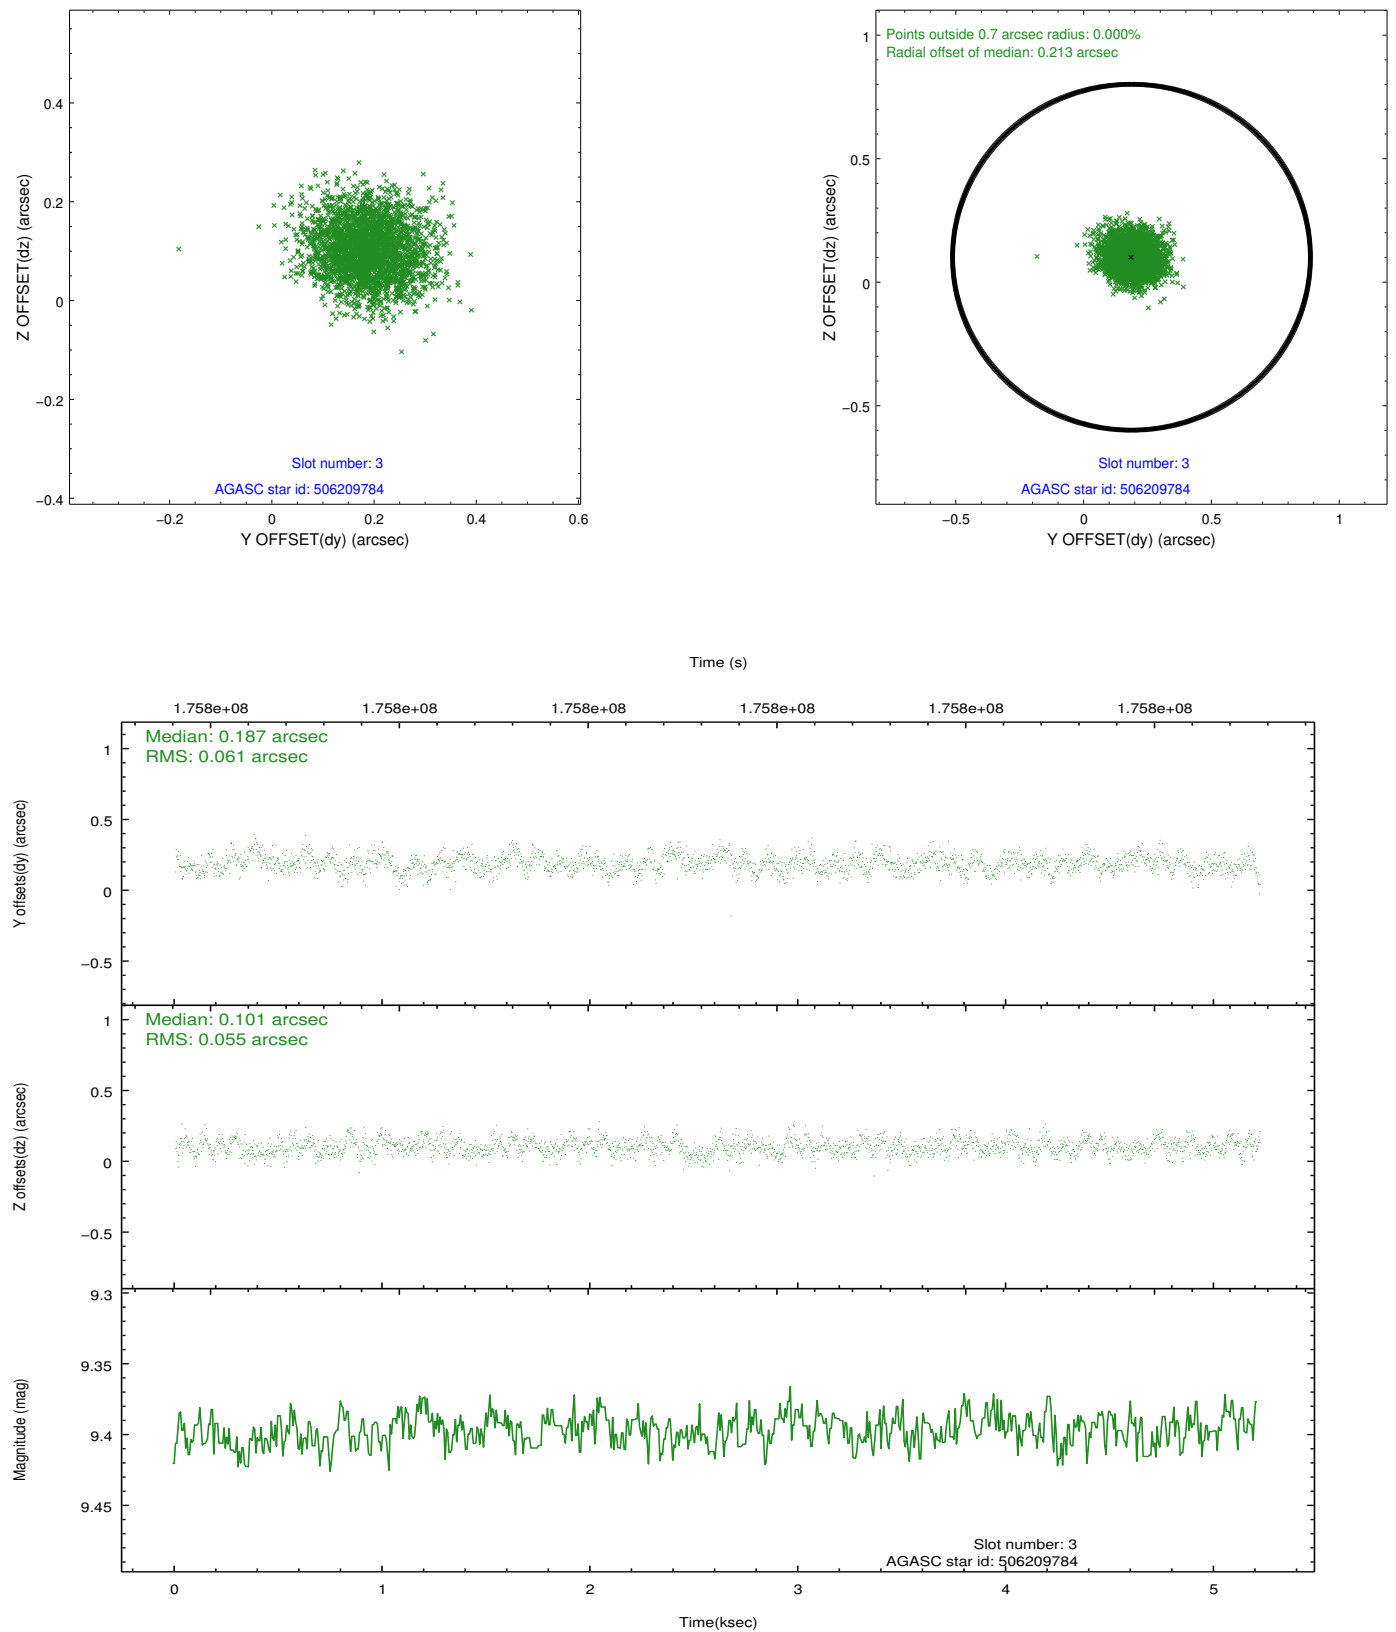 0.4
0.2
0
−0.2
−0.4
Z OFFSET(dz) (arcsec)
Slot number: 3
AGASC star id: 506209784
−0.2 0 0.2 0.4 0.6
Y OFFSET(dy) (arcsec)
Points outside 0.7 arcsec radius: 0.000%
Radial offset of median: 0.213 arcsec
1
0.5
0
−0.5
Z OFFSET(dz) (arcsec)
Slot number: 3
AGASC star id: 506209784
−0.5 0 0.5 1
Y OFFSET(dy) (arcsec)
Time (s)
1.758e+08 1.758e+08 1.758e+08 1.758e+08 1.758e+08 1.758e+08
Median: 0.187 arcsec
RMS: 0.061 arcsec
1
0.5
0
−0.5
Y offsets(dy) (arcsec)
Median: 0.101 arcsec
RMS: 0.055 arcsec
1
0.5
0
−0.5
Z offsets(dz) (arcsec)
9.3
9.35
9.4
9.45
Magnitude (mag)
Slot number: 3
AGASC star id: 506209784
0 1 2 3 4 5
Time(ksec)